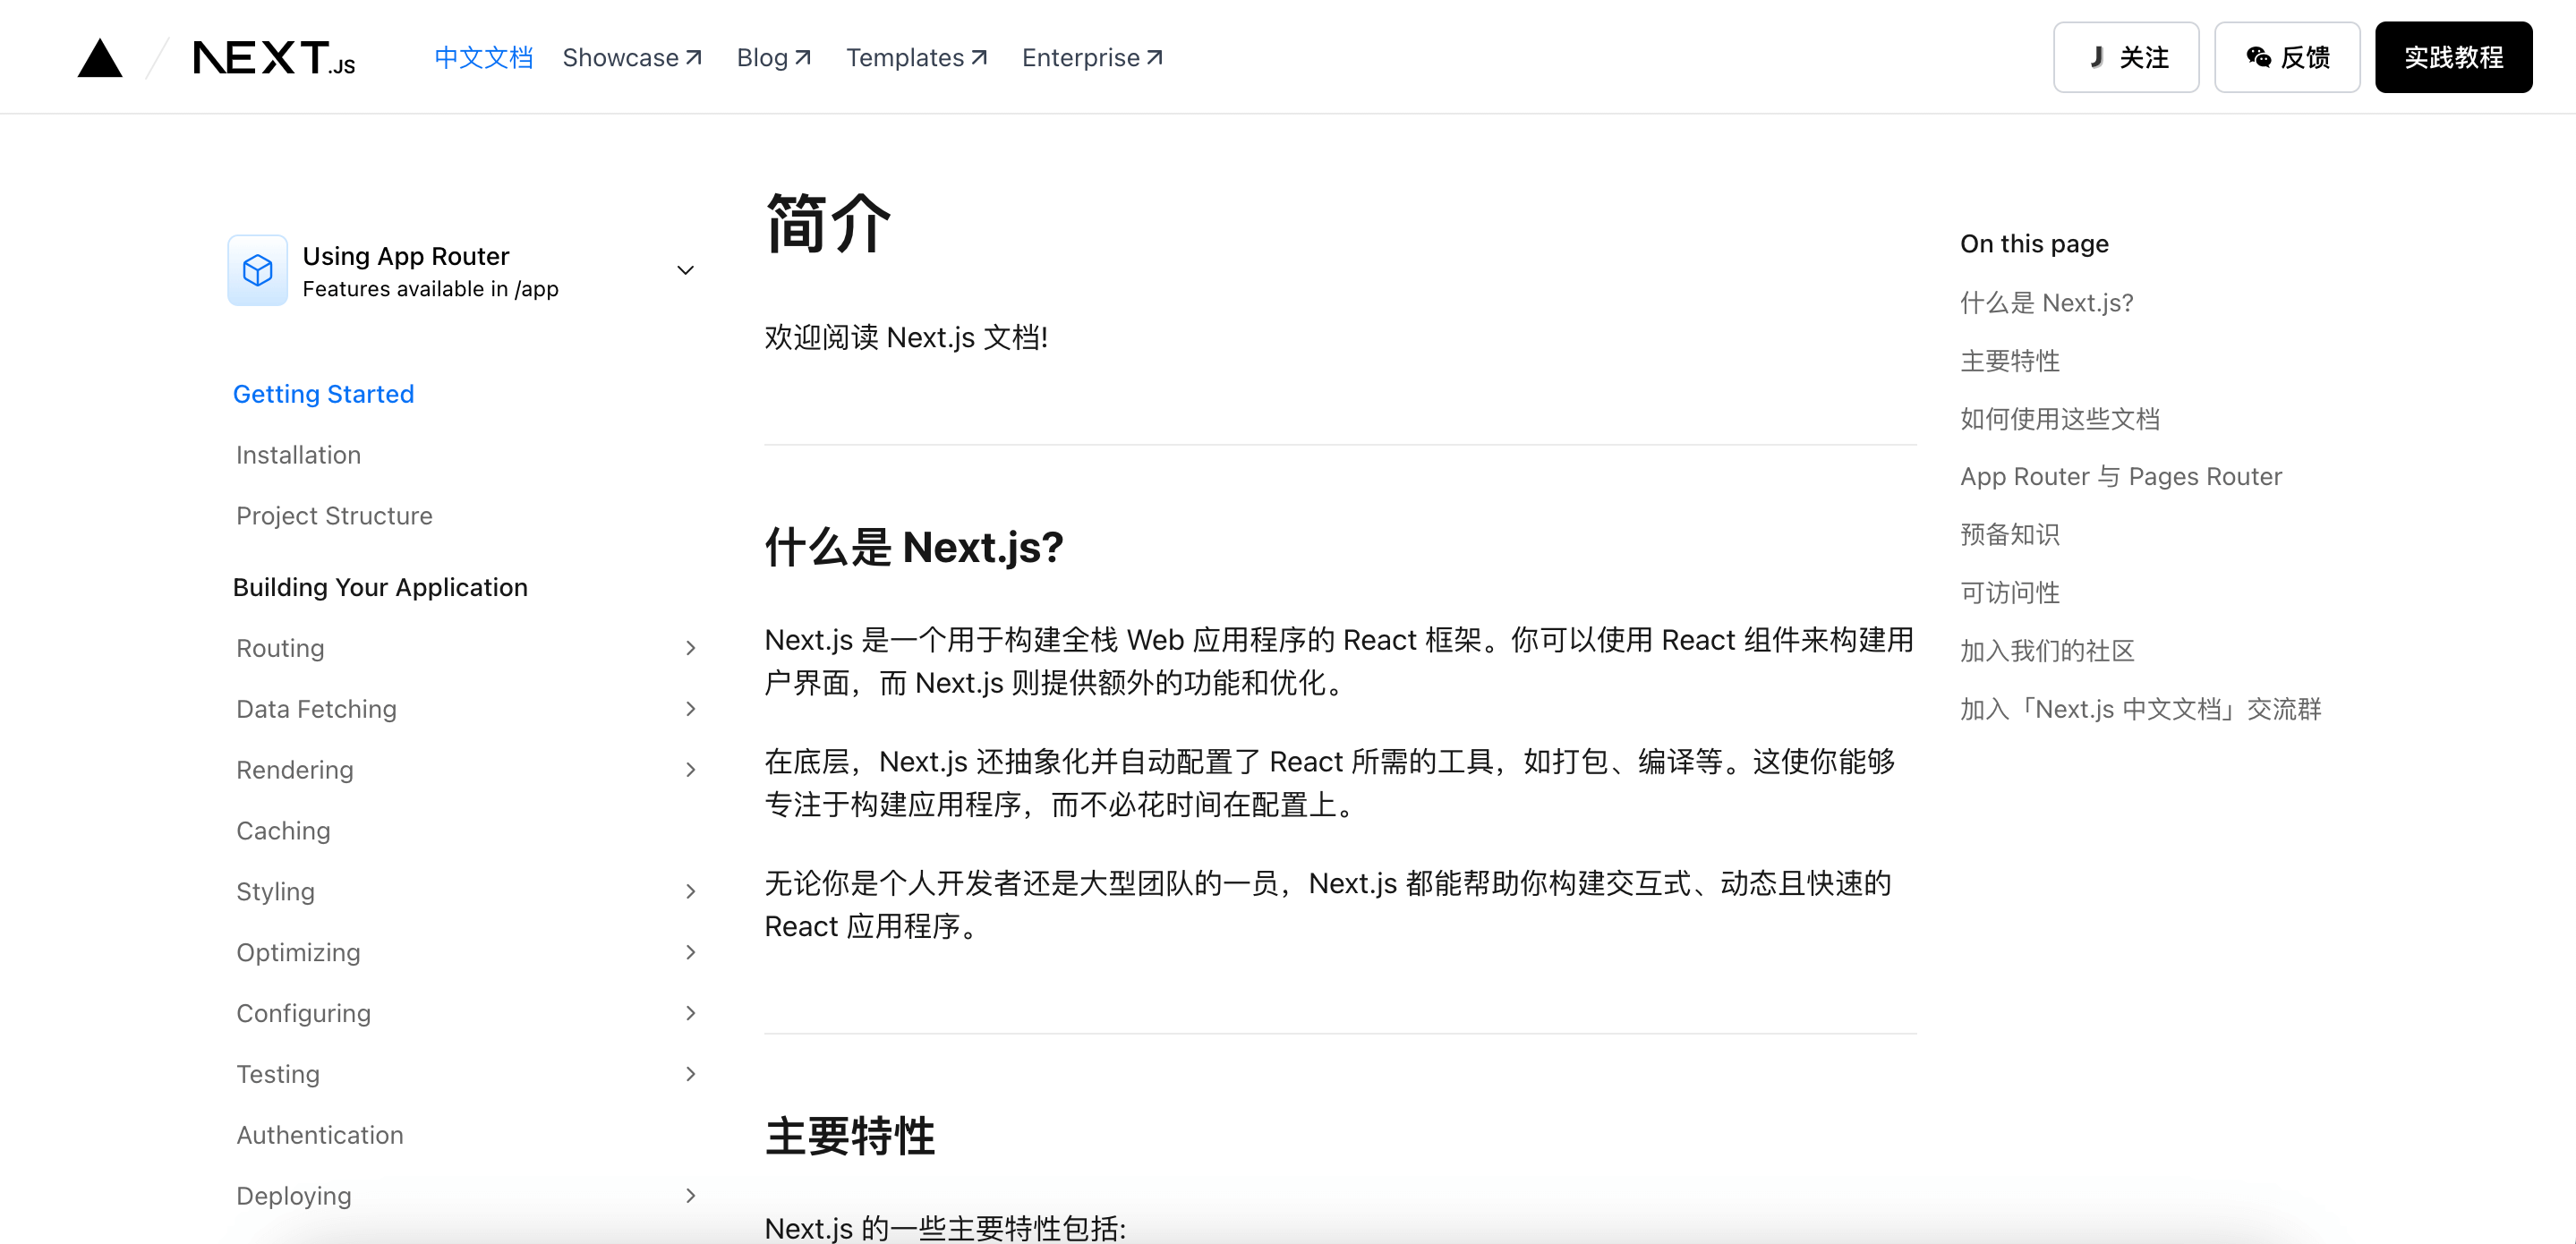 NEXT.JS
中文文档 Showcase Blog Templates Enterprise
关注 反馈 实践教程
Using App Router
Features available in /app
Getting Started
Installation
Project Structure
Building Your Application
Routing
Data Fetching
Rendering
Caching
Styling
Optimizing
Configuring
Testing
Authentication
Deploying
简介
欢迎阅读 Next.js 文档!
什么是 Next.js?
Next.js 是一个用于构建全栈 Web 应用程序的 React 框架。你可以使用 React 组件来构建用
户界面，而 Next.js 则提供额外的功能和优化。
在底层，Next.js 还抽象化并自动配置了 React 所需的工具，如打包、编译等。这使你能够
专注于构建应用程序，而不必花时间在配置上。
无论你是个人开发者还是大型团队的一员，Next.js 都能帮助你构建交互式、动态且快速的
React 应用程序。
主要特性
Next.js 的一些主要特性包括:
On this page
什么是 Next.js?
主要特性
如何使用这些文档
App Router 与 Pages Router
预备知识
可访问性
加入我们的社区
加入「Next.js 中文文档」交流群